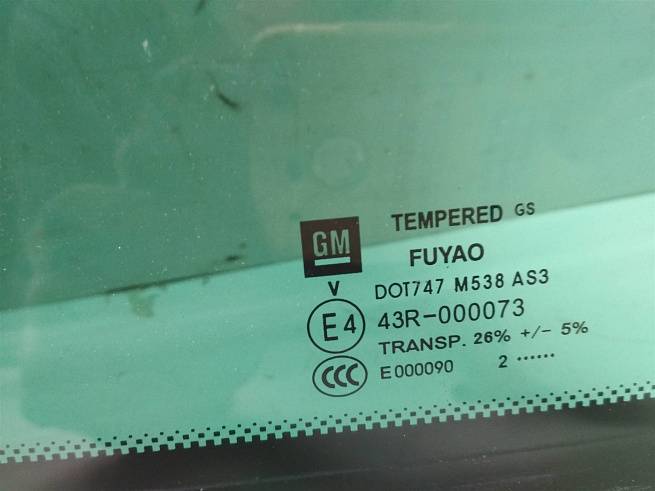 TEMPERED GS
GM
FUYAO
V
DOT747 M538 AS3
E4
43R-000073
TRANSP. 26% +/- 5%
CCC
E000090 2 ······